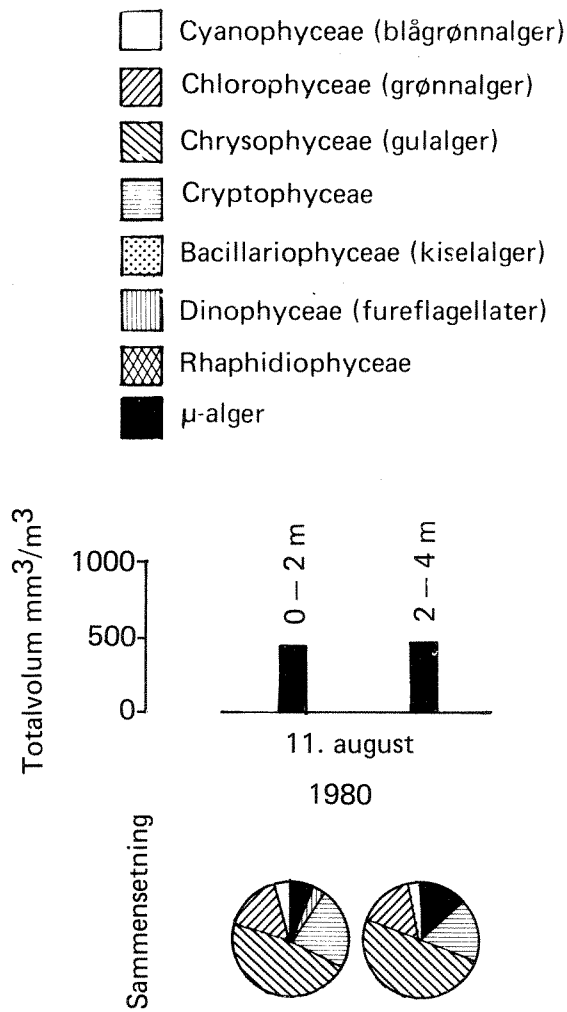 Cyanophyceae (blågrønnalger)
Chlorophyceae (grønnalger)
Chrysophyceae (gulalger)
Cryptophyceae
Bacillariophyceae (kiselalger)
Dinophyceae (fureflagellater)
Rhaphidiophyceae
µ-alger
Totalvolum mm³/m³
1000
500
0
0 – 2 m
2 – 4 m
11. august
1980
Sammensetning